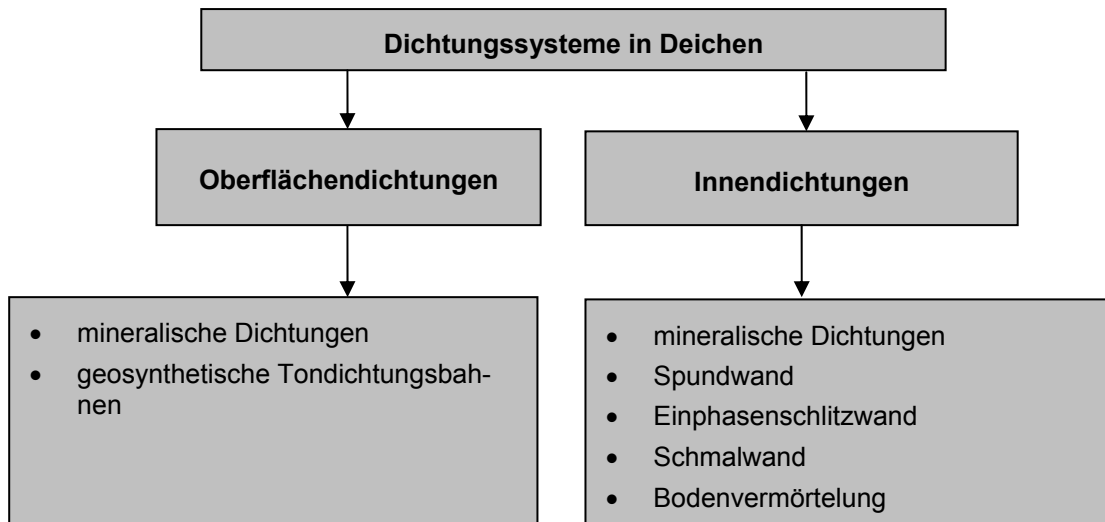 Dichtungssysteme in Deichen
Oberflächendichtungen
Innendichtungen
• mineralische Dichtungen
• geosynthetische Tondichtungsbah-
nen
• mineralische Dichtungen
• Spundwand
• Einphasenschlitzwand
• Schmalwand
• Bodenvermörtelung